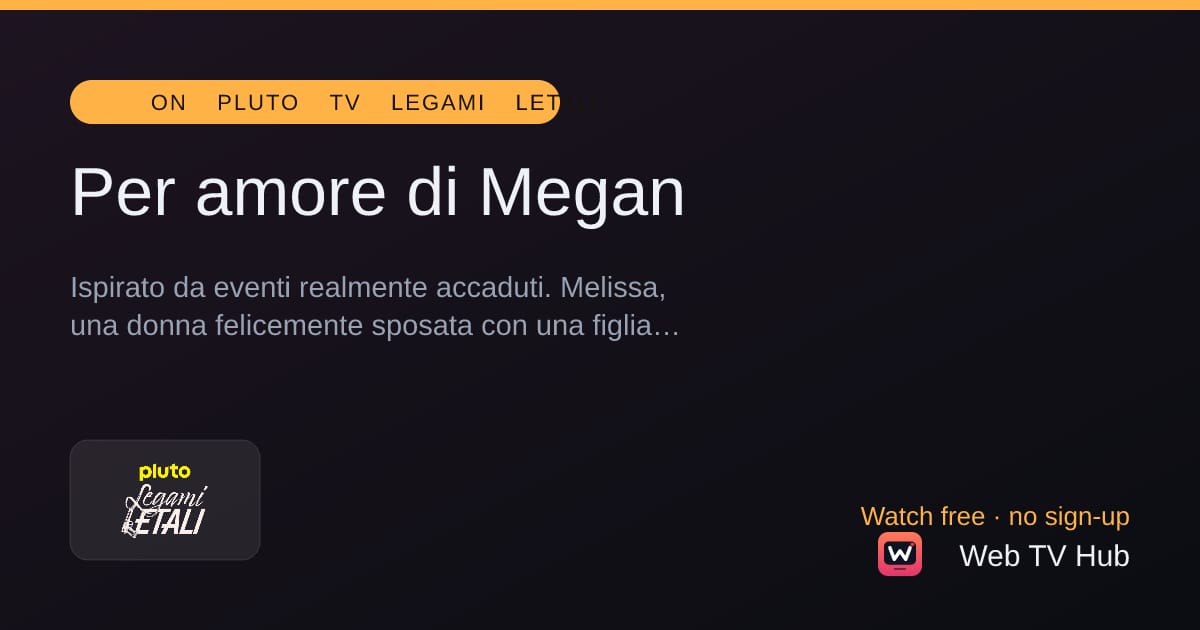 ON PLUTO TV LEGAMI LET
Per amore di Megan
Ispirato da eventi realmente accaduti. Melissa,
una donna felicemente sposata con una figlia…
pluto
Legami
LETALI
Watch free · no sign-up
W
Web TV Hub